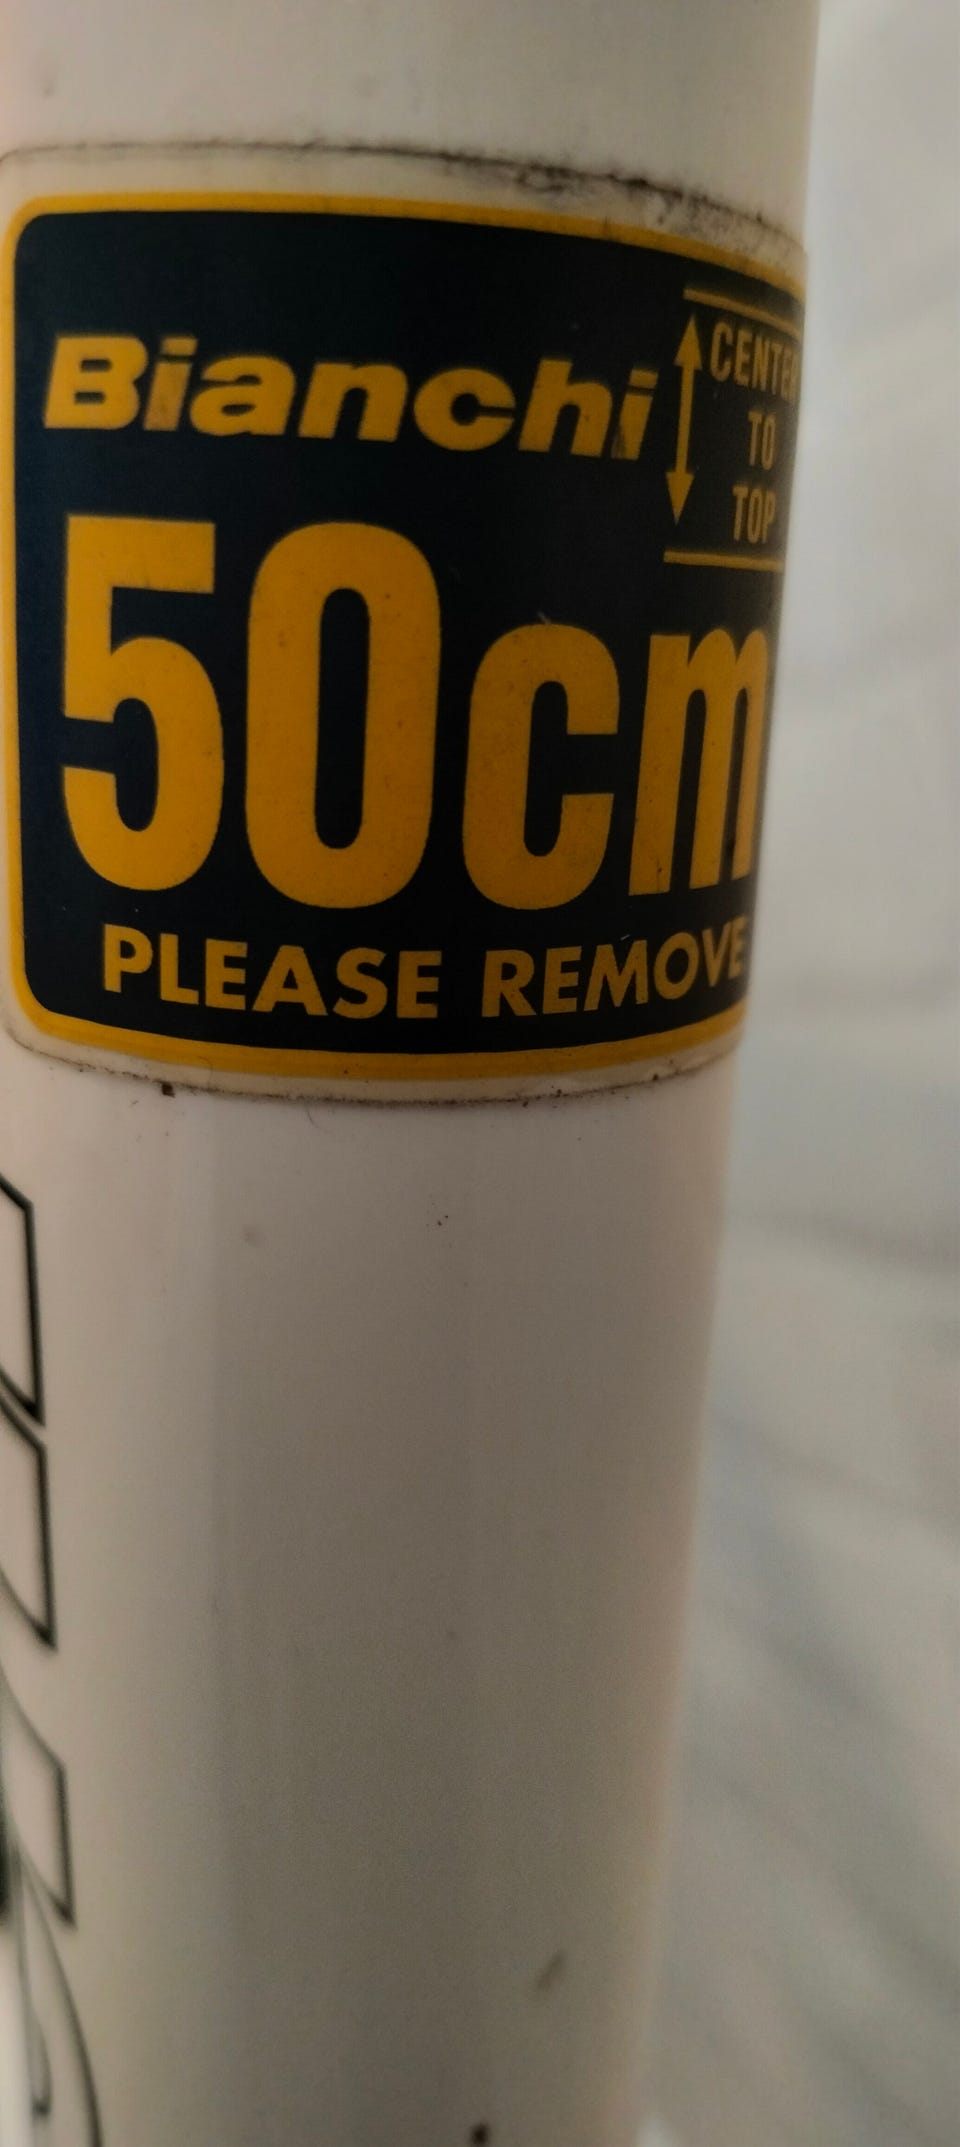 Bianchi
CENTER
TO
TOP
50cm
PLEASE REMOVE